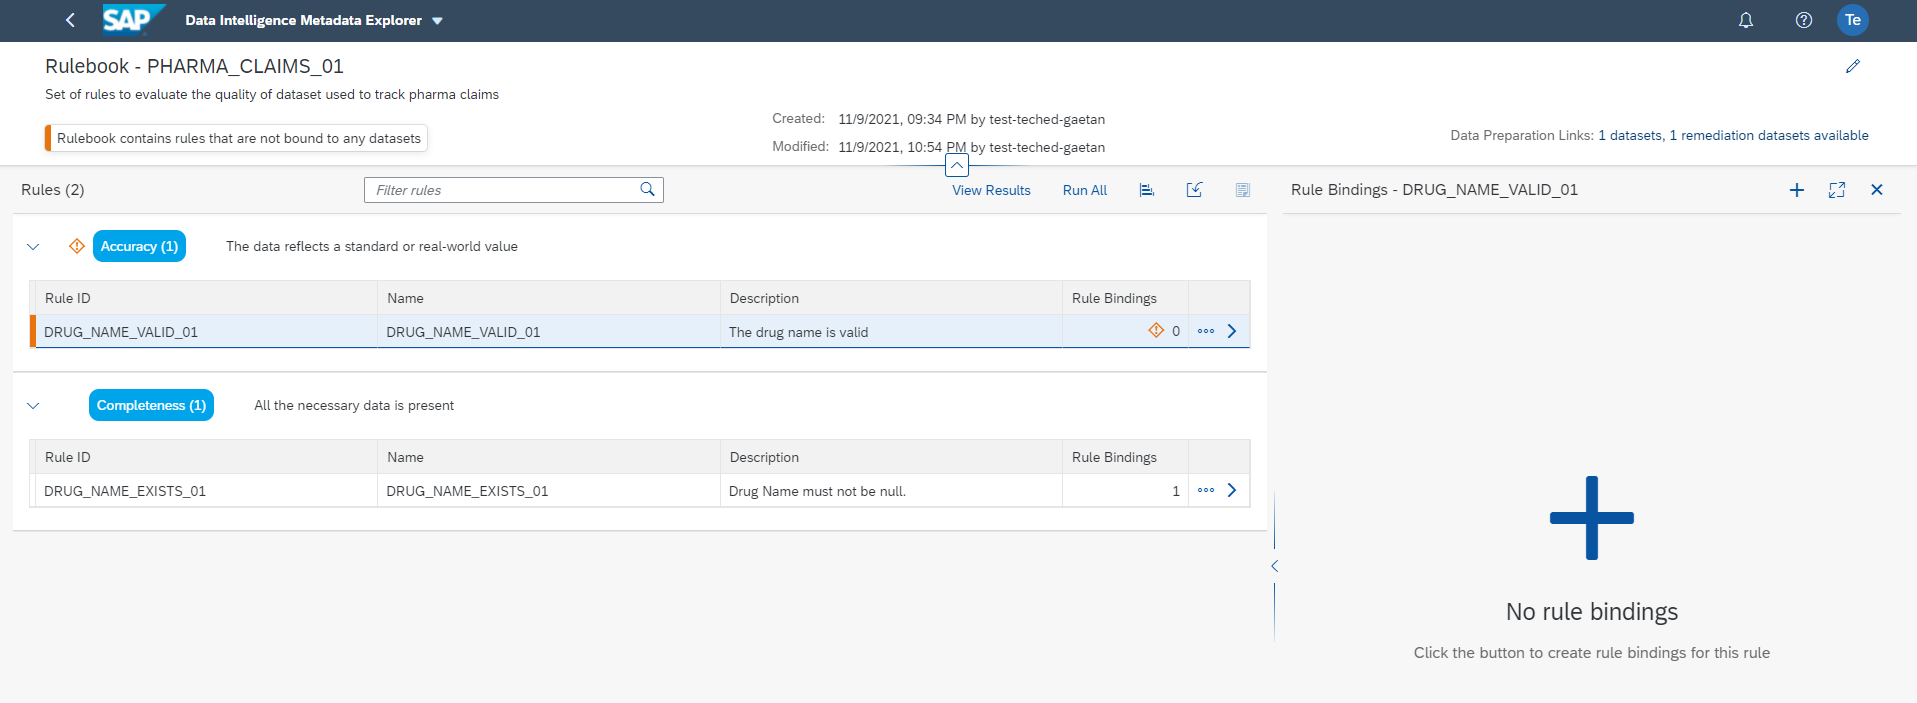 SAP Data Intelligence Metadata Explorer Te
Rulebook - PHARMA_CLAIMS_01
Set of rules to evaluate the quality of dataset used to track pharma claims
Rulebook contains rules that are not bound to any datasets
Created: 11/9/2021, 09:34 PM by test-teched-gaetan
Modified: 11/9/2021, 10:54 PM by test-teched-gaetan
Data Preparation Links: 1 datasets, 1 remediation datasets available
Rules (2) Filter rules View Results Run All
Accuracy (1) The data reflects a standard or real-world value
Rule ID Name Description Rule Bindings
DRUG_NAME_VALID_01 DRUG_NAME_VALID_01 The drug name is valid 0
Completeness (1) All the necessary data is present
Rule ID Name Description Rule Bindings
DRUG_NAME_EXISTS_01 DRUG_NAME_EXISTS_01 Drug Name must not be null. 1
Rule Bindings - DRUG_NAME_VALID_01
No rule bindings
Click the button to create rule bindings for this rule